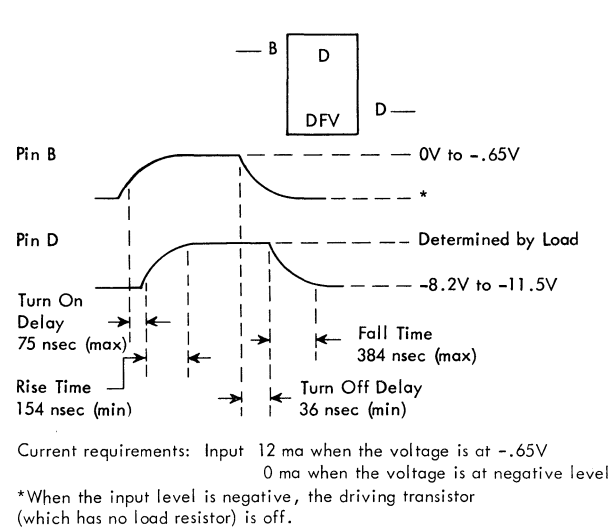 B
D
DFV
D
Pin B
0V to -.65V
*
Pin D
Determined by Load
-8.2V to -11.5V
Turn On
Delay
75 nsec (max)
Fall Time
384 nsec (max)
Rise Time
154 nsec (min)
Turn Off Delay
36 nsec (min)
Current requirements: Input 12 ma when the voltage is at -.65V
0 ma when the voltage is at negative level
*When the input level is negative, the driving transistor
(which has no load resistor) is off.